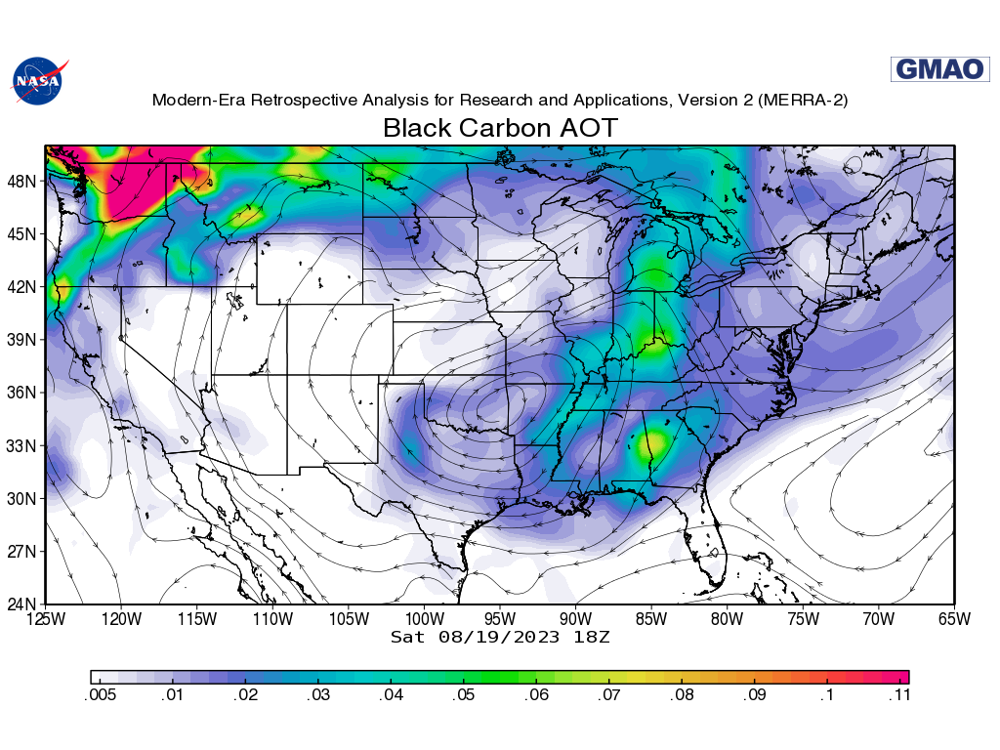 NASA
GMAO
Modern-Era Retrospective Analysis for Research and Applications, Version 2 (MERRA-2)
Black Carbon AOT
48N
45N
42N
39N
36N
33N
30N
27N
24N
125W 120W 115W 110W 105W 100W 95W 90W 85W 80W 75W 70W 65W
Sat 08/19/2023 18Z
.005 .01 .02 .03 .04 .05 .06 .07 .08 .09 .1 .11